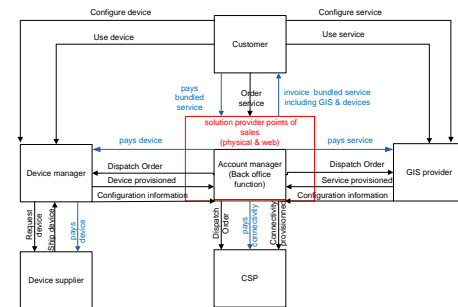 Configure device
Configure service
Use device
Use service
Customer
pays
bundled
service
Order
service
invoice bundled service
including GIS & devices
solution provider points of
sales
(physical & web)
pays device
pays service
Device manager
Dispatch Order
Device provisioned
Configuration information
Account manager
(Back office
function)
Dispatch Order
Service provisioned
Configuration information
GIS provider
Request
device
Ship device
pays
device
Dispatch
Order
pays
connectivity
Connectivity
provisionned
Device supplier
CSP